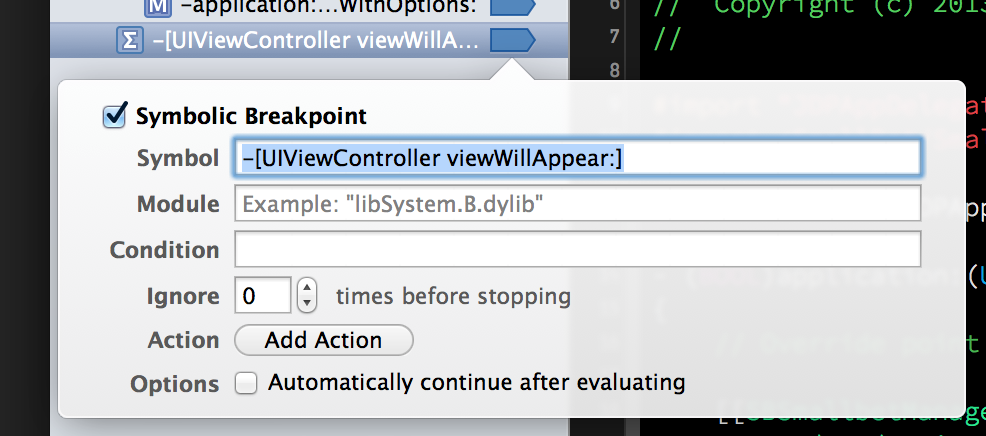 M -application:...WithOptions:
Σ -[UIViewController viewWillA...
6 // Copyright (c) 2013
7 //
8
Symbolic Breakpoint
Symbol -[UIViewController viewWillAppear:]
Module Example: "libSystem.B.dylib"
Condition
Ignore 0 times before stopping
Action Add Action
Options Automatically continue after evaluating